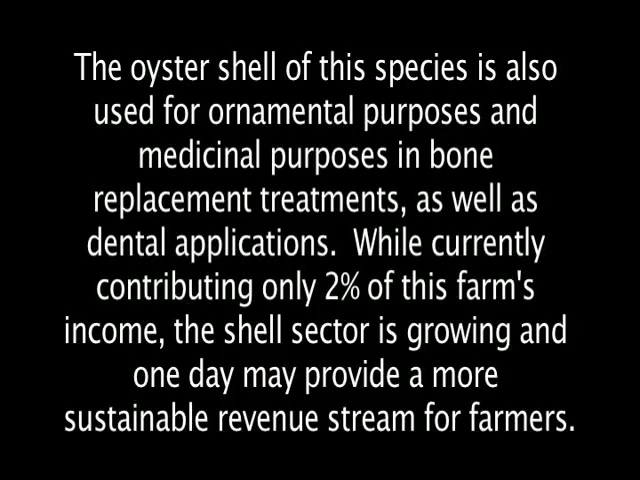 The oyster shell of this species is also
used for ornamental purposes and
medicinal purposes in bone
replacement treatments, as well as
dental applications.  While currently
contributing only 2% of this farm's
income, the shell sector is growing and
one day may provide a more
sustainable revenue stream for farmers.